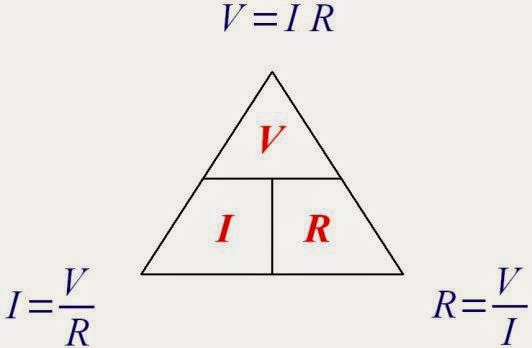 V = I R
V
I R
I = V/R
R = V/I